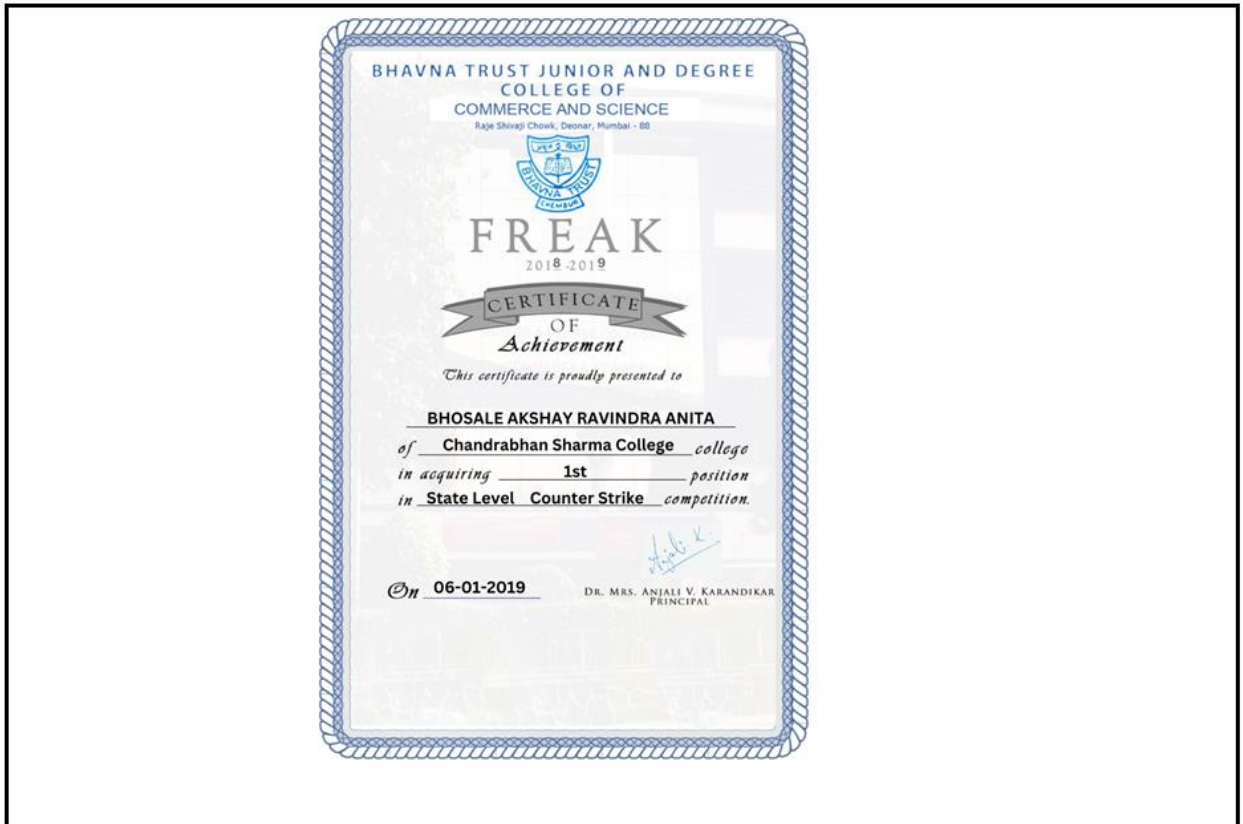 BHAVNA TRUST JUNIOR AND DEGREE
COLLEGE OF
COMMERCE AND SCIENCE
Raje Shivaji Chowk, Deonar, Mumbai - 88
BHAVNA TRUST
CHEMBUR
FREAK
2018-2019
CERTIFICATE
OF
Achievement
This certificate is proudly presented to
BHOSALE AKSHAY RAVINDRA ANITA
of Chandrabhan Sharma College college
in acquiring 1st position
in State Level Counter Strike competition.
Anjali K.
On 06-01-2019 DR. MRS. ANJALI V. KARANDIKAR
PRINCIPAL